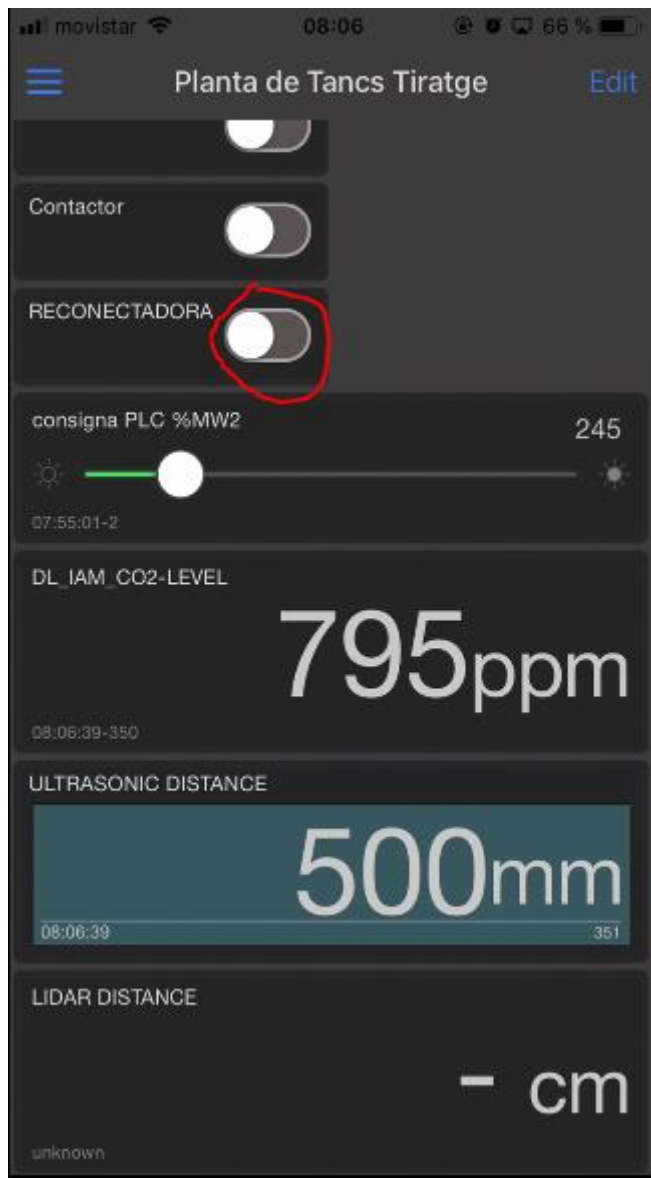 movistar 08:06 66 %
Planta de Tancs Tiratge Edit
Contactor
RECONECTADORA
consigna PLC %MW2 245
07:55:01-2
DL_IAM_CO2-LEVEL
795ppm
08:06:39-350
ULTRASONIC DISTANCE
500mm
08:06:39 351
LIDAR DISTANCE
- cm
unknown